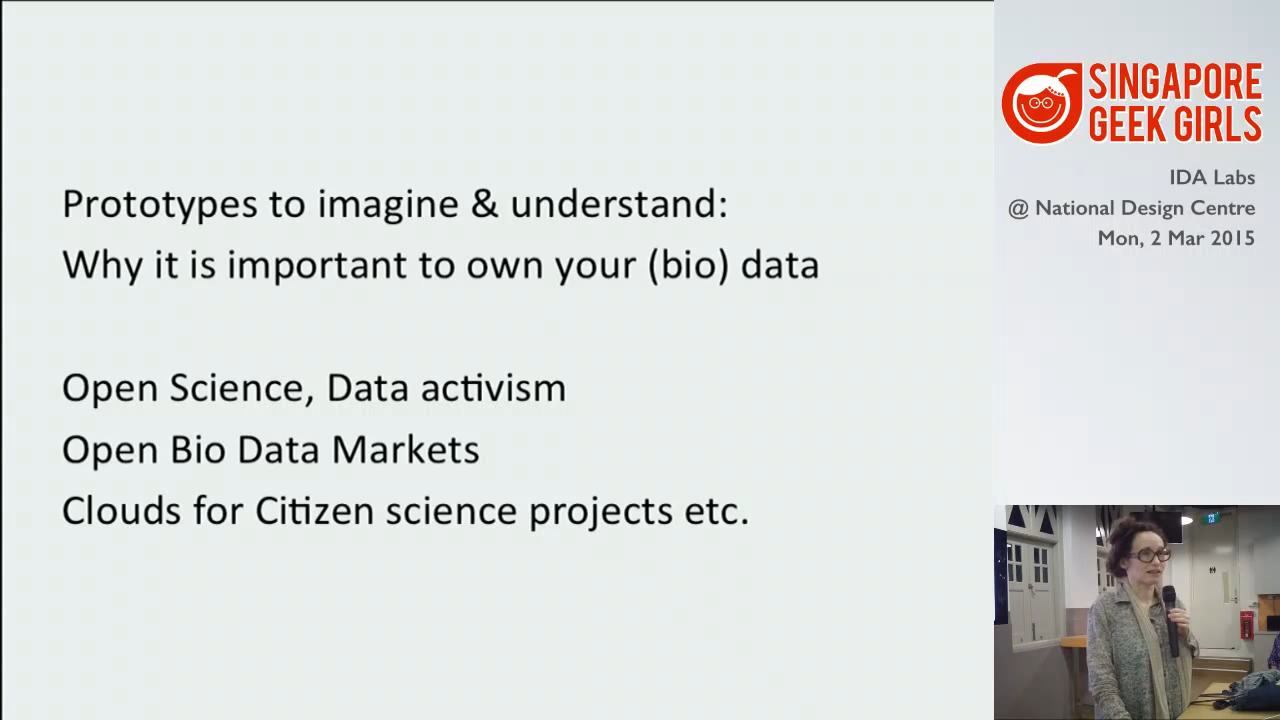 Prototypes to imagine & understand:
Why it is important to own your (bio) data
Open Science, Data activism
Open Bio Data Markets
Clouds for Citizen science projects etc.
SINGAPORE
GEEK GIRLS
IDA Labs
@ National Design Centre
Mon, 2 Mar 2015